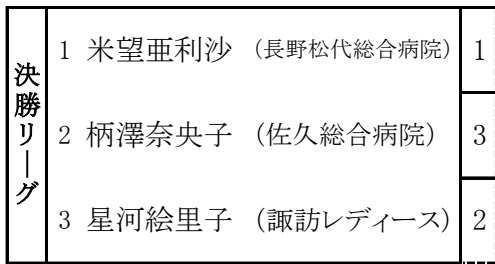 決勝リーグ
1 米望亜利沙 (長野松代総合病院) 1
2 柄澤奈央子 (佐久総合病院) 3
3 星河絵里子 (諏訪レディース) 2